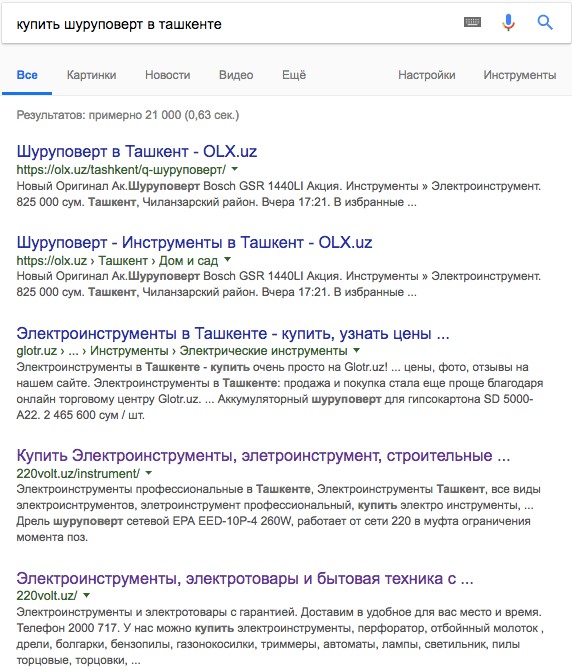 купить шуруповерт в ташкенте
Все Картинки Новости Видео Ещё Настройки Инструменты
Результатов: примерно 21 000 (0,63 сек.)
Шуруповерт в Ташкент - OLX.uz
https://olx.uz/tashkent/q-шуруповерт/
Новый Оригинал Ак.Шуруповерт Bosch GSR 1440LI Акция. Инструменты » Электроинструмент.
825 000 сум. Ташкент, Чиланзарский район. Вчера 17:21. В избранные ...
Шуруповерт - Инструменты в Ташкент - OLX.uz
https://olx.uz › Ташкент › Дом и сад
Новый Оригинал Ак.Шуруповерт Bosch GSR 1440LI Акция. Инструменты » Электроинструмент.
825 000 сум. Ташкент, Чиланзарский район. Вчера 17:21. В избранные ...
Электроинструменты в Ташкенте - купить, узнать цены ...
glotr.uz › ... › Инструменты › Электрические инструменты
Электроинструменты в Ташкенте - купить очень просто на Glotr.uz! ... цены, фото, отзывы на
нашем сайте. Электроинструменты в Ташкенте: продажа и покупка стала еще проще благодаря
онлайн торговому центру Glotr.uz. ... Аккумуляторный шуруповерт для гипсокартона SD 5000-
A22. 2 465 600 сум / шт.
Купить Электроинструменты, элетроинструмент, строительные ...
220volt.uz/instrument/
Электроинструменты профессиональные в Ташкенте, Электроинструменты Ташкент, все виды
электроиснтрументов, элетроинструмент профессиональный, купить электро инструменты, ...
Дрель шуруповерт сетевой EPA EED-10P-4 260W, работает от сети 220 в муфта ограничения
момента поз.
Электроинструменты, электротовары и бытовая техника с ...
220volt.uz/
Электроинструменты и электротовары с гарантией. Доставим в удобное для вас место и время.
Телефон 2000 717. У нас можно купить электроинструменты, перфоратор, отбойнный молоток ,
дрели, болгарки, бензопилы, газонокосилки, триммеры, автоматы, лампы, светильник, пилы
торцовые, торцовки, ...